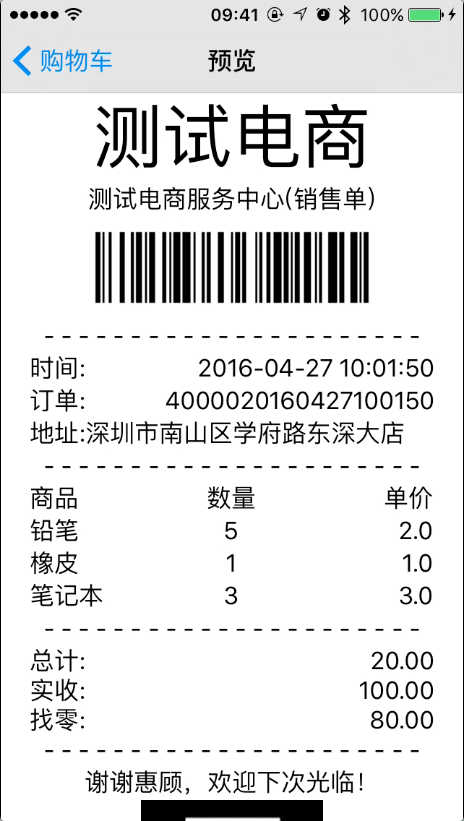 09:41 100%
购物车 预览
测试电商
测试电商服务中心(销售单)
- - - - - - - - - - - - - - - - - - - - - -
时间: 2016-04-27 10:01:50
订单: 4000020160427100150
地址:深圳市南山区学府路东深大店
- - - - - - - - - - - - - - - - - - - - - -
商品 数量 单价
铅笔 5 2.0
橡皮 1 1.0
笔记本 3 3.0
- - - - - - - - - - - - - - - - - - - - - -
总计: 20.00
实收: 100.00
找零: 80.00
- - - - - - - - - - - - - - - - - - - - - -
谢谢惠顾，欢迎下次光临!